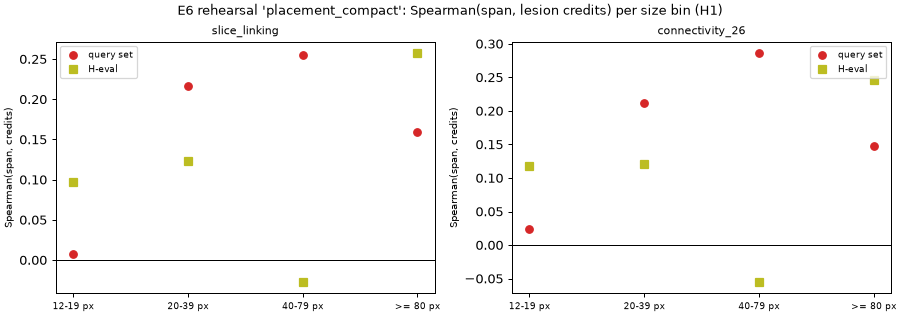 E6 rehearsal 'placement_compact': Spearman(span, lesion credits) per size bin (H1)
slice_linking
Spearman(span, credits)
0.25
0.20
0.15
0.10
0.05
0.00
query set
H-eval
12-19 px
20-39 px
40-79 px
>= 80 px
connectivity_26
Spearman(span, credits)
0.30
0.25
0.20
0.15
0.10
0.05
0.00
−0.05
query set
H-eval
12-19 px
20-39 px
40-79 px
>= 80 px